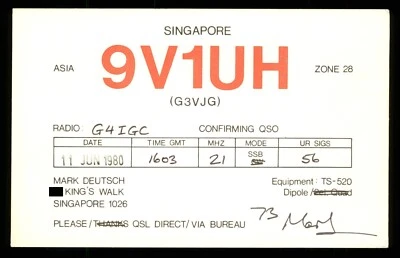 SINGAPORE
ASIA 9V1UH ZONE 28
(G3VJG)
RADIO G4IGC CONFIRMING QSO
DATE TIME GMT MHZ MODE UR SIGS
11 JUN 1980 1603 21 SSB 56
MARK DEUTSCH Equipment: TS-520
KING'S WALK Dipole /
SINGAPORE 1026
PLEASE/THANKS QSL DIRECT/VIA BUREAU 73 Mark